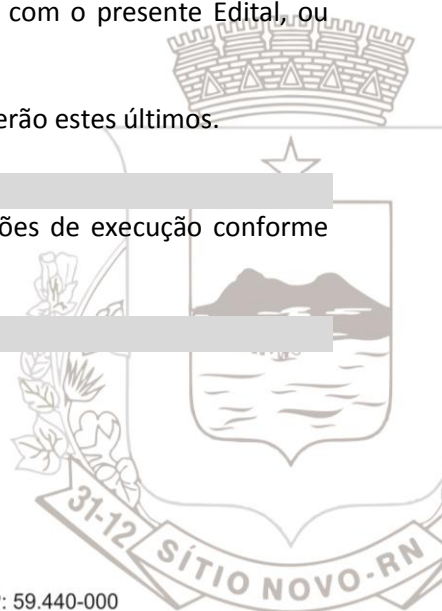 com o presente Edital, ou
erão estes últimos.
ões de execução conforme
31-12 SÍTIO NOVO-RN
: 59.440-000